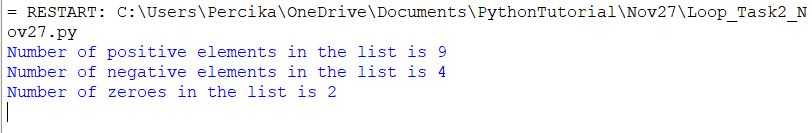 = RESTART: C:\Users\Percika\OneDrive\Documents\PythonTutorial\Nov27\Loop_Task2_N
ov27.py
Number of positive elements in the list is 9
Number of negative elements in the list is 4
Number of zeroes in the list is 2